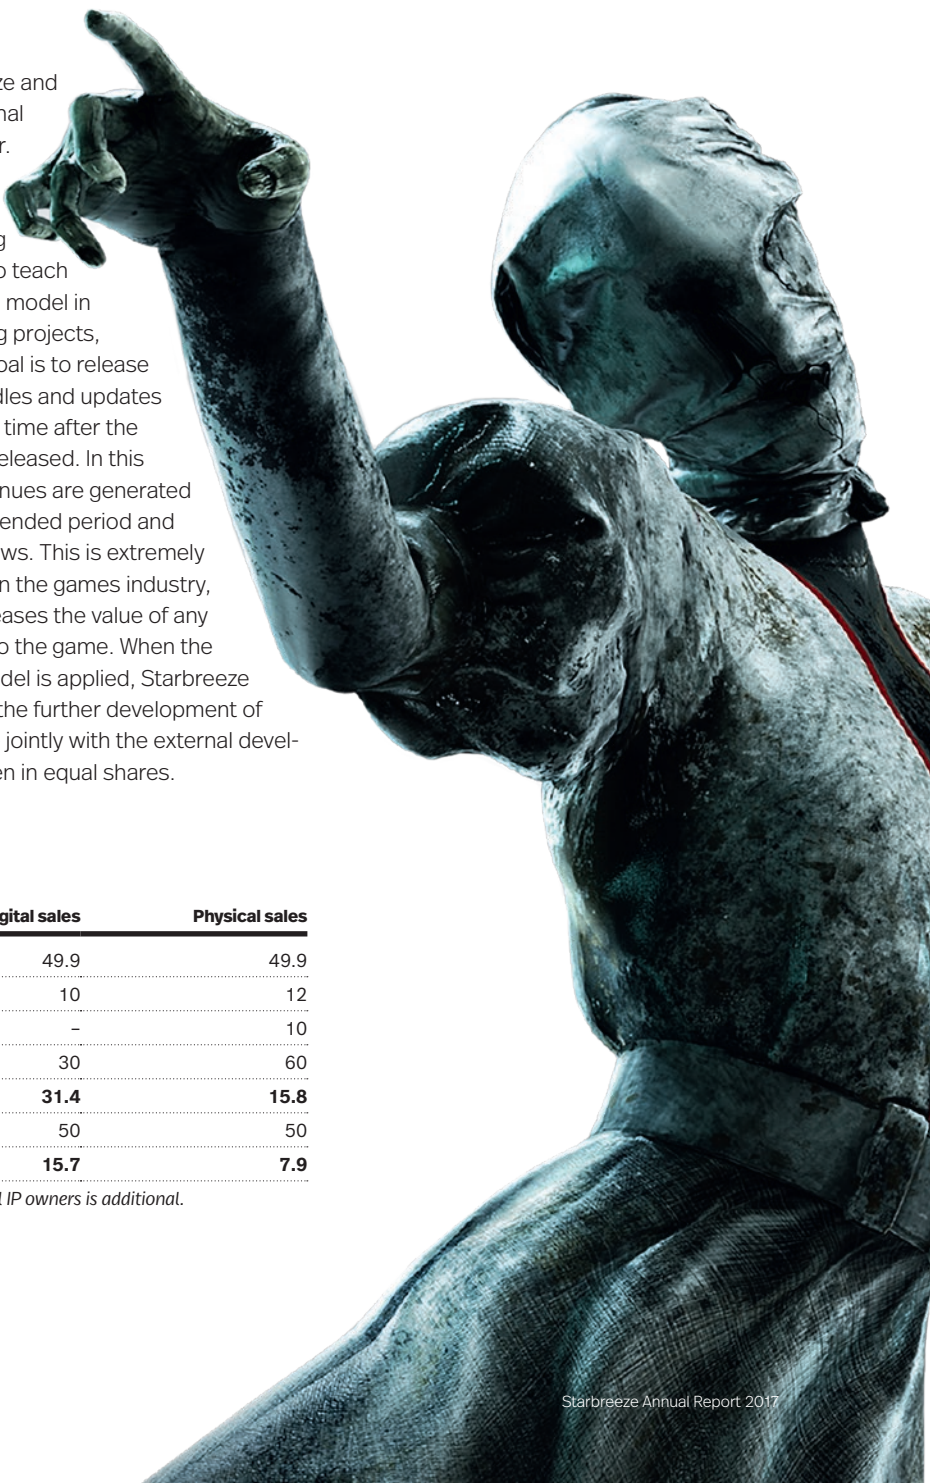 ze and
nal
r.
g
o teach
model in
g projects,
oal is to release
dles and updates
time after the
eleased. In this
nues are generated
ended period and
ws. This is extremely
n the games industry,
eases the value of any
o the game. When the
del is applied, Starbreeze
the further development of
jointly with the external devel-
en in equal shares.
gital sales Physical sales
49.9 49.9
10 12
– 10
30 60
31.4 15.8
50 50
15.7 7.9
l IP owners is additional.
Starbreeze Annual Report 2017